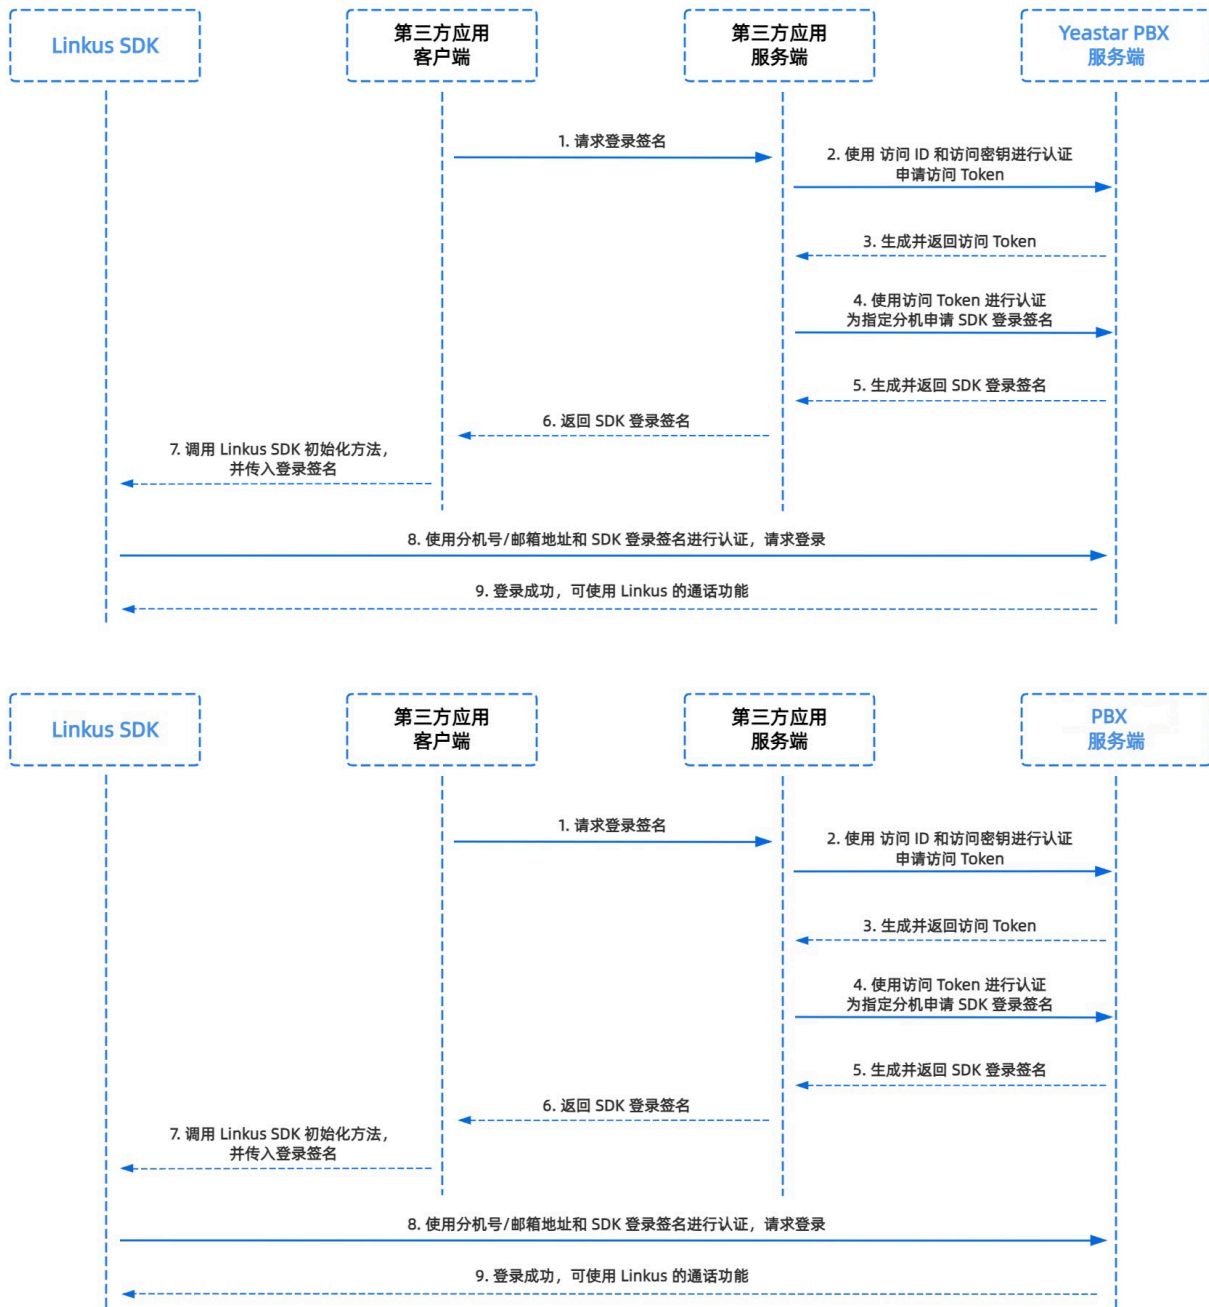 Linkus SDK
第三方应用
客户端
第三方应用
服务端
Yeastar PBX
服务端
1. 请求登录签名
2. 使用 访问 ID 和访问密钥进行认证
申请访问 Token
3. 生成并返回访问 Token
4. 使用访问 Token 进行认证
为指定分机申请 SDK 登录签名
5. 生成并返回 SDK 登录签名
6. 返回 SDK 登录签名
7. 调用 Linkus SDK 初始化方法，
并传入登录签名
8. 使用分机号/邮箱地址和 SDK 登录签名进行认证，请求登录
9. 登录成功，可使用 Linkus 的通话功能
Linkus SDK
第三方应用
客户端
第三方应用
服务端
PBX
服务端
1. 请求登录签名
2. 使用 访问 ID 和访问密钥进行认证
申请访问 Token
3. 生成并返回访问 Token
4. 使用访问 Token 进行认证
为指定分机申请 SDK 登录签名
5. 生成并返回 SDK 登录签名
6. 返回 SDK 登录签名
7. 调用 Linkus SDK 初始化方法，
并传入登录签名
8. 使用分机号/邮箱地址和 SDK 登录签名进行认证，请求登录
9. 登录成功，可使用 Linkus 的通话功能